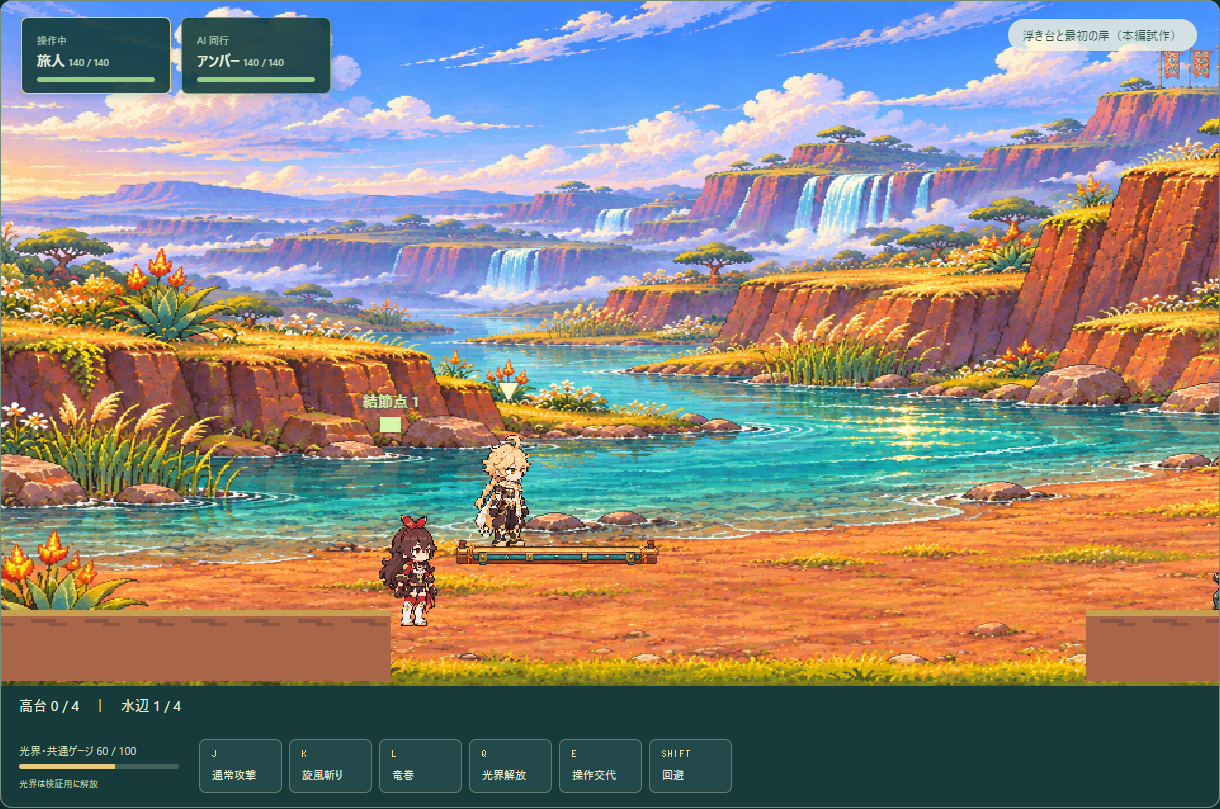 操作中
旅人 140 / 140
AI 同行
アンバー 140 / 140
浮き台と最初の岸（本編試作）
結節点 1
高台 0 / 4 | 水辺 1 / 4
光界・共通ゲージ 60 / 100
光界は検証用に解放
J
通常攻撃
K
旋風斬り
L
竜巻
Q
光界解放
E
操作交代
SHIFT
回避